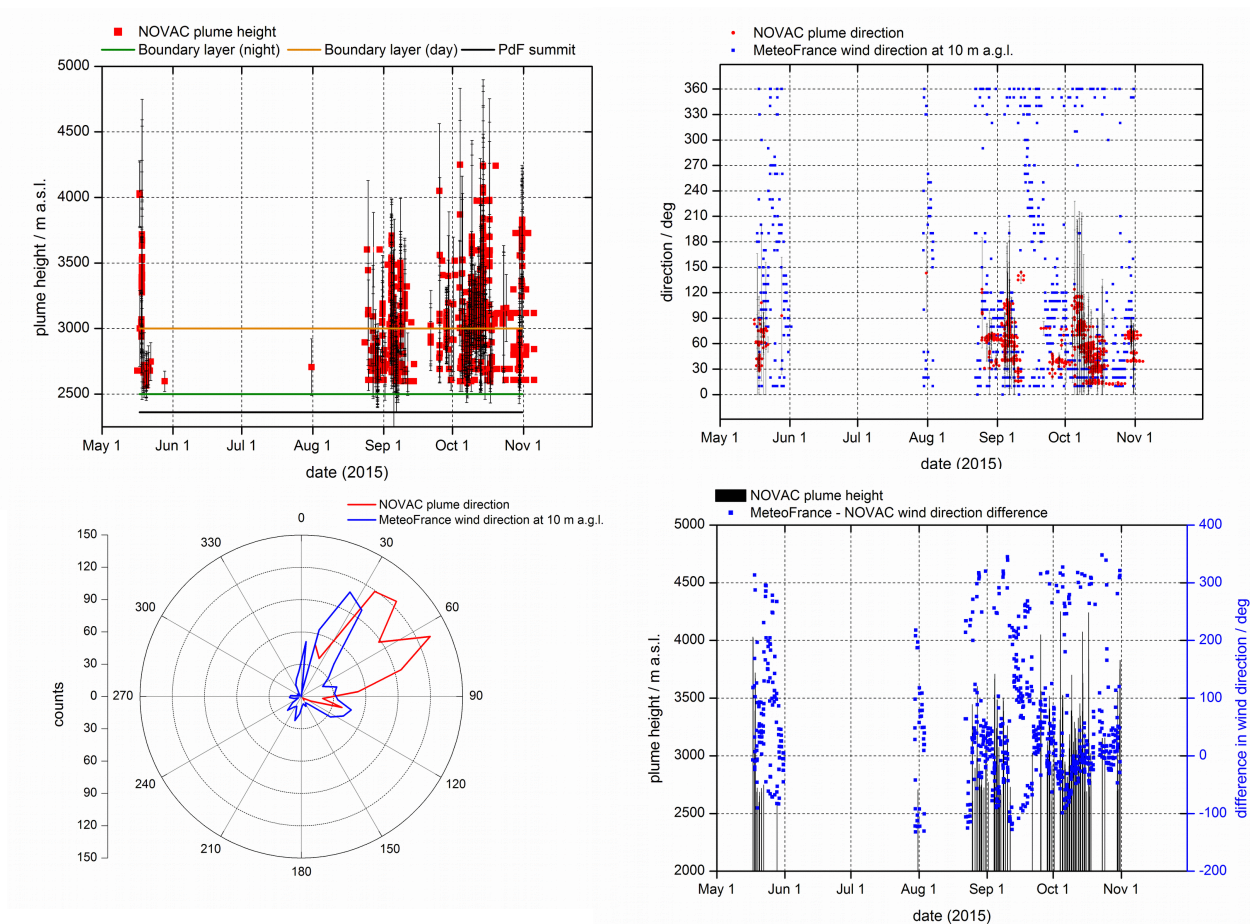 NOVAC plume height
Boundary layer (night) Boundary layer (day) PdF summit
5000
4500
4000
3500
3000
2500
plume height / m a.s.l.
May 1 Jun 1 Jul 1 Aug 1 Sep 1 Oct 1 Nov 1
date (2015)
NOVAC plume direction
MeteoFrance wind direction at 10 m a.g.l.
360
330
300
270
240
210
180
150
120
90
60
30
0
direction / deg
May 1 Jun 1 Jul 1 Aug 1 Sep 1 Oct 1 Nov 1
date (2015)
NOVAC plume direction
MeteoFrance wind direction at 10 m a.g.l.
150
120
90
60
30
0
30
60
90
120
150
counts
0
30
60
90
120
150
180
210
240
270
300
330
NOVAC plume height
MeteoFrance - NOVAC wind direction difference
5000
4500
4000
3500
3000
2500
2000
plume height / m a.s.l.
400
300
200
100
0
-100
-200
difference in wind direction / deg
May 1 Jun 1 Jul 1 Aug 1 Sep 1 Oct 1 Nov 1
date (2015)